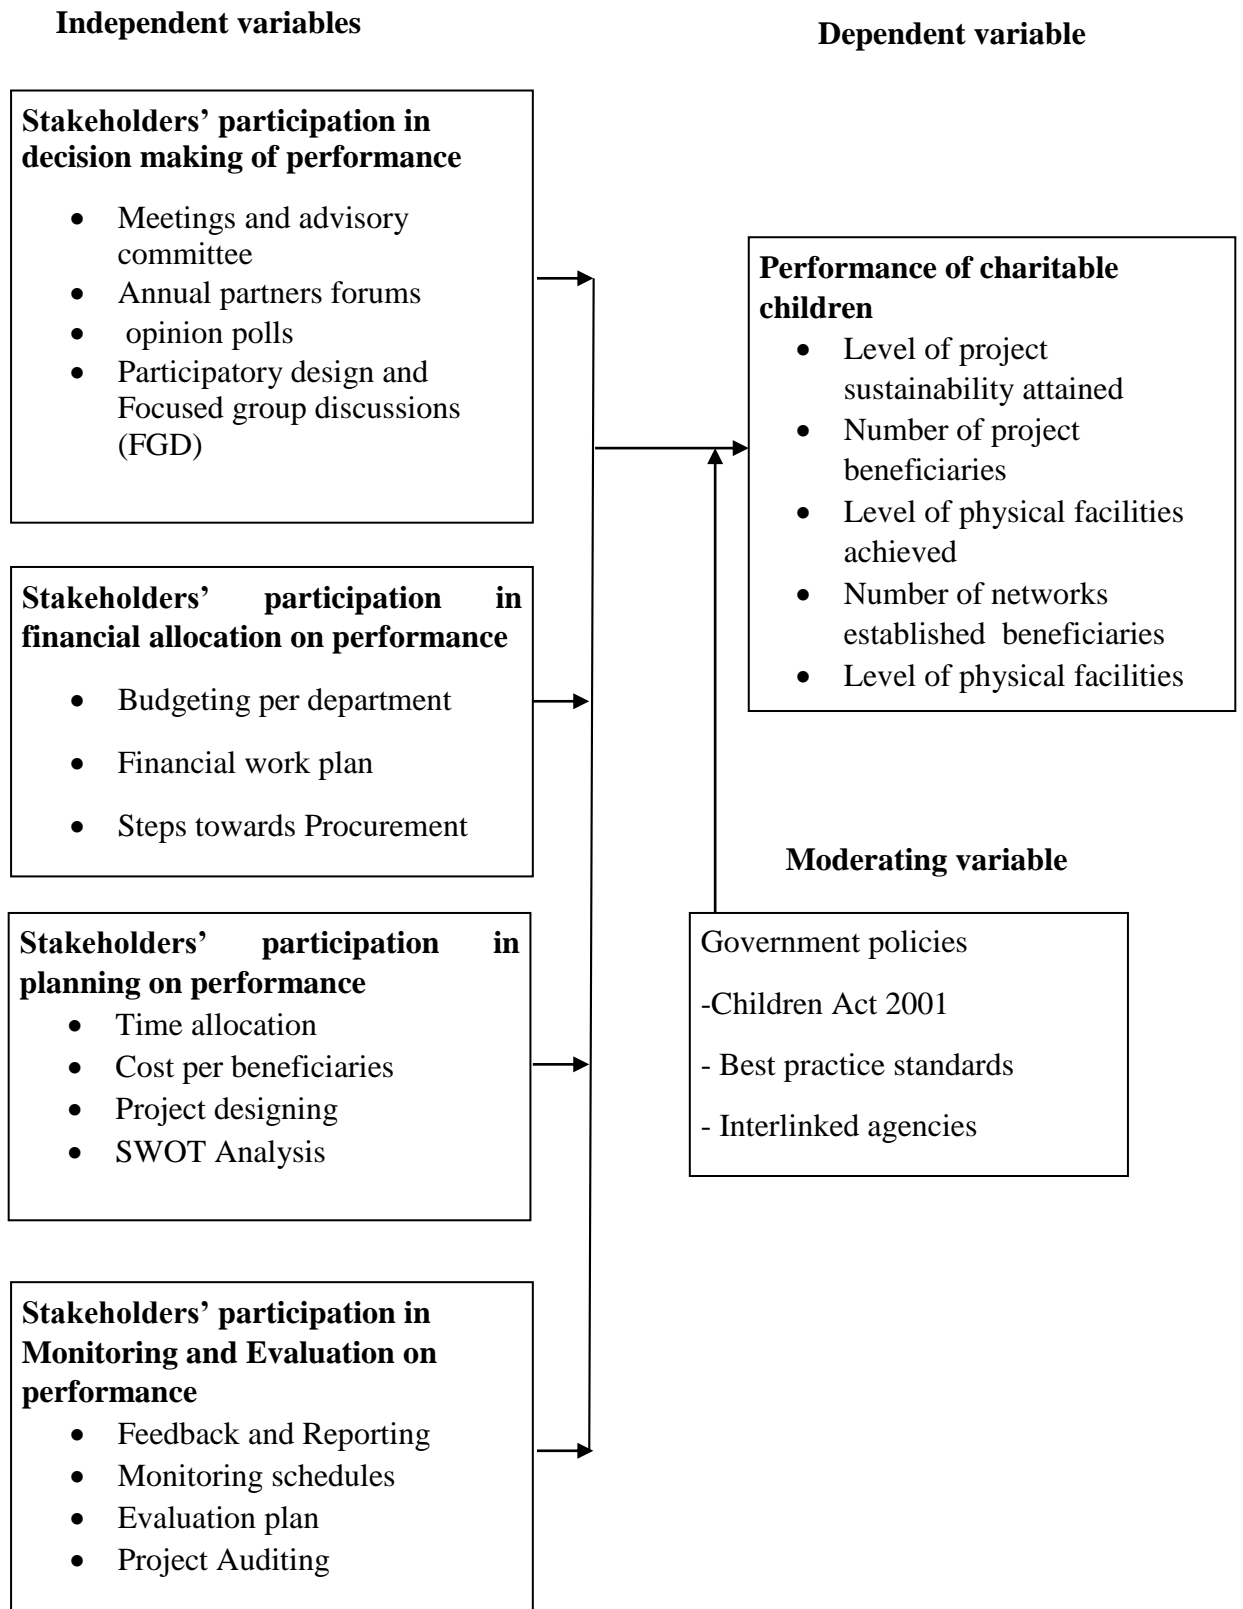 Independent variables
Dependent variable
Stakeholders’ participation in
decision making of performance
• Meetings and advisory
committee
• Annual partners forums
• opinion polls
• Participatory design and
Focused group discussions
(FGD)
Performance of charitable
children
• Level of project
sustainability attained
• Number of project
beneficiaries
• Level of physical facilities
achieved
• Number of networks
established beneficiaries
• Level of physical facilities
Stakeholders’ participation in
financial allocation on performance
• Budgeting per department
• Financial work plan
• Steps towards Procurement
Moderating variable
Government policies
-Children Act 2001
- Best practice standards
- Interlinked agencies
Stakeholders’ participation in
planning on performance
• Time allocation
• Cost per beneficiaries
• Project designing
• SWOT Analysis
Stakeholders’ participation in
Monitoring and Evaluation on
performance
• Feedback and Reporting
• Monitoring schedules
• Evaluation plan
• Project Auditing